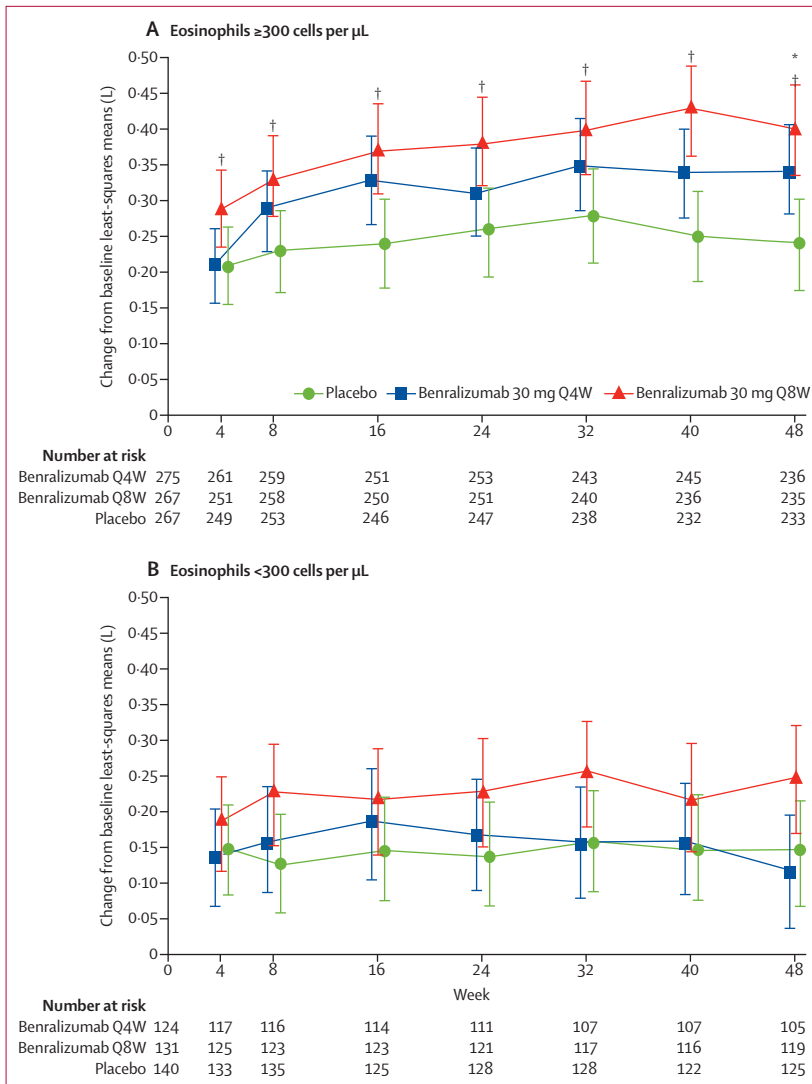 A Eosinophils ≥300 cells per μL
Change from baseline least-squares means (L)
0·50
0·45
0·40
0·35
0·30
0·25
0·20
0·15
0·10
0·05
0
† † † † † † *
†
Placebo Benralizumab 30 mg Q4W Benralizumab 30 mg Q8W
0 4 8 16 24 32 40 48
Number at risk
Benralizumab Q4W 275 261 259 251 253 243 245 236
Benralizumab Q8W 267 251 258 250 251 240 236 235
Placebo 267 249 253 246 247 238 232 233
B Eosinophils <300 cells per μL
Change from baseline least-squares means (L)
0·50
0·45
0·40
0·35
0·30
0·25
0·20
0·15
0·10
0·05
0
0 4 8 16 24 32 40 48
Week
Number at risk
Benralizumab Q4W 124 117 116 114 111 107 107 105
Benralizumab Q8W 131 125 123 123 121 117 116 119
Placebo 140 133 135 125 128 128 122 125